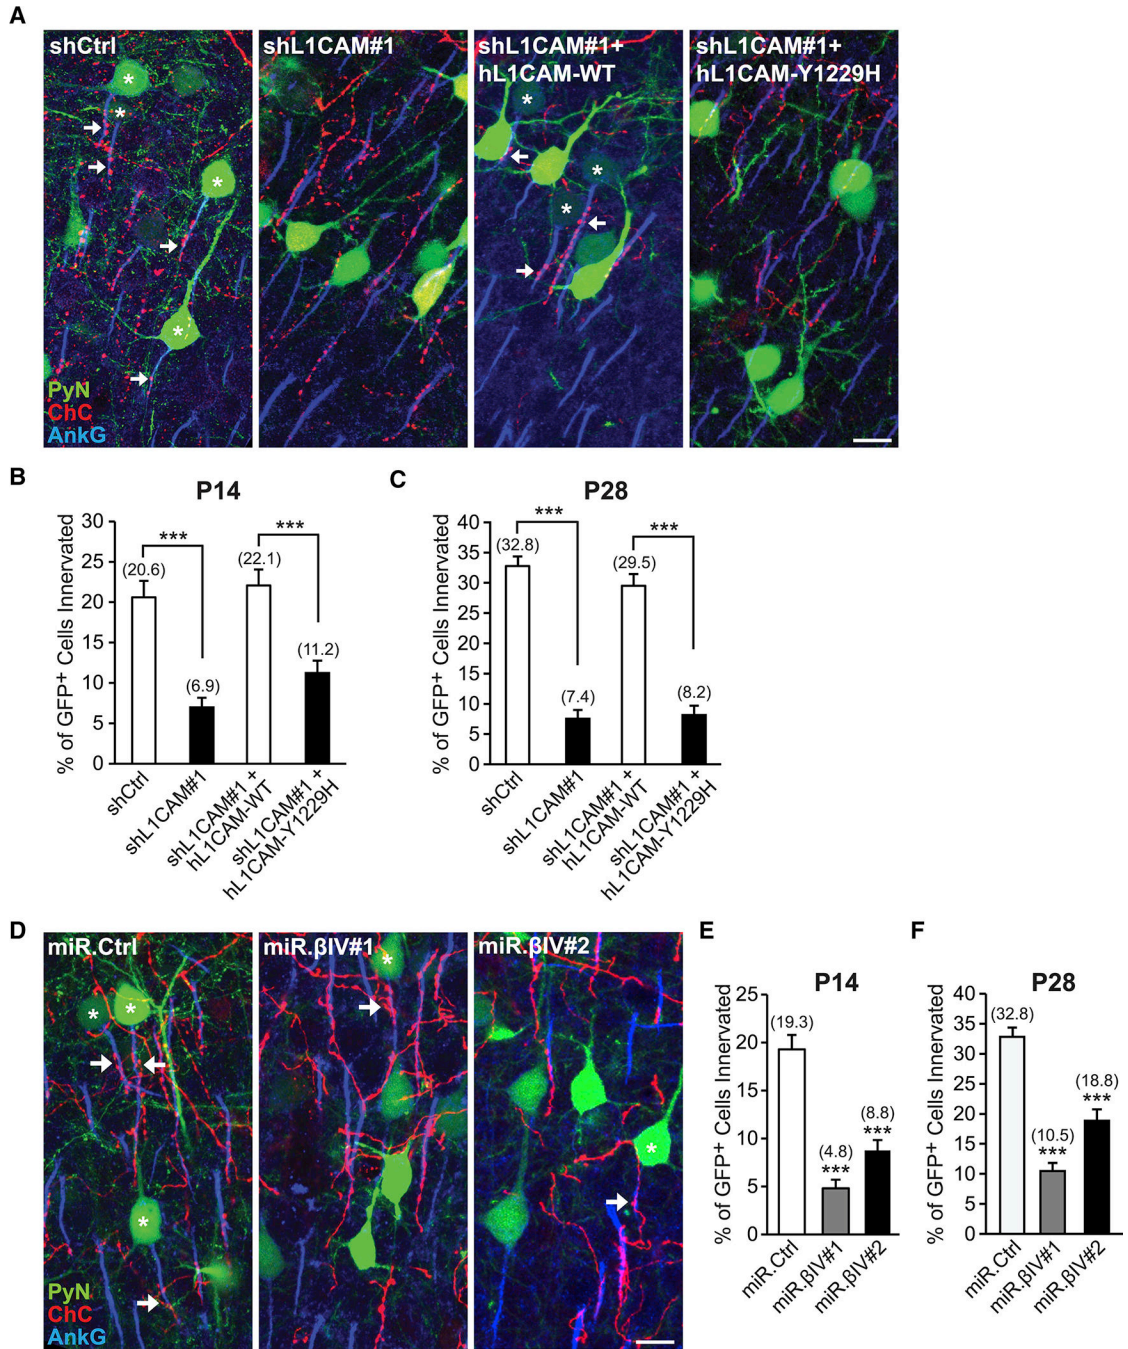 A
shCtrl
shL1CAM#1
shL1CAM#1+
hL1CAM-WT
shL1CAM#1+
hL1CAM-Y1229H
*
*
*
*
*
*
*
PyN
ChC
AnkG
B
P14
% of GFP+ Cells Innervated
30
25
20
15
10
5
0
(20.6)
***
(6.9)
(22.1)
***
(11.2)
shCtrl
shL1CAM#1
shL1CAM#1 +
hL1CAM-WT
shL1CAM#1 +
hL1CAM-Y1229H
C
P28
% of GFP+ Cells Innervated
40
35
30
25
20
15
10
5
0
(32.8)
***
(7.4)
(29.5)
***
(8.2)
shCtrl
shL1CAM#1
shL1CAM#1 +
hL1CAM-WT
shL1CAM#1 +
hL1CAM-Y1229H
D
miR.Ctrl
miR.βIV#1
miR.βIV#2
*
*
*
*
*
PyN
ChC
AnkG
E
P14
% of GFP+ Cells Innervated
25
20
15
10
5
0
(19.3)
(4.8)
***
(8.8)
***
miR.Ctrl
miR.βIV#1
miR.βIV#2
F
P28
% of GFP+ Cells Innervated
40
35
30
25
20
15
10
5
0
(32.8)
(10.5)
***
(18.8)
***
miR.Ctrl
miR.βIV#1
miR.βIV#2